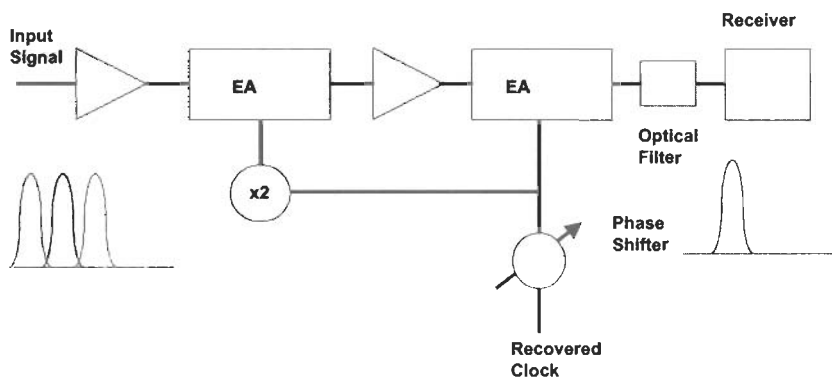 Receiver
Input
Signal
EA
EA
Optical
Filter
x2
Phase
Shifter
Recovered
Clock